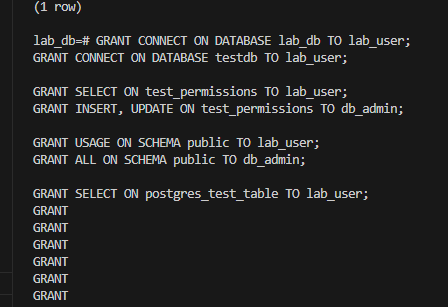 (1 row)
lab_db=# GRANT CONNECT ON DATABASE lab_db TO lab_user;
GRANT CONNECT ON DATABASE testdb TO lab_user;
GRANT SELECT ON test_permissions TO lab_user;
GRANT INSERT, UPDATE ON test_permissions TO db_admin;
GRANT USAGE ON SCHEMA public TO lab_user;
GRANT ALL ON SCHEMA public TO db_admin;
GRANT SELECT ON postgres_test_table TO lab_user;
GRANT
GRANT
GRANT
GRANT
GRANT
GRANT